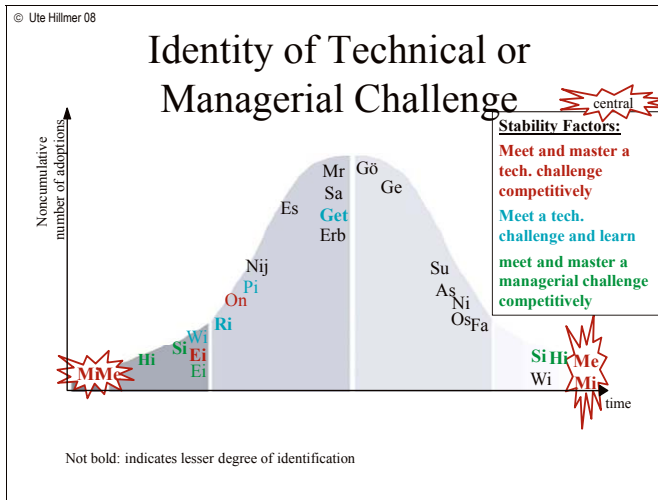 © Ute Hillmer 08
Identity of Technical or
Managerial Challenge
central
Stability Factors:
Meet and master a
tech. challenge
competitively
Meet a tech.
challenge and learn
meet and master a
managerial challenge
competitively
Noncumulative
number of adoptions
Mr
Gö
Sa
Ge
Es
Get
Erb
Nij
Su
Pi
As
On
Ni
Ri
Os
Fa
Wi
Si
Ei
Hi
Ei
Mi
Me
Si
Hi
Me
Wi
Mi
time
Not bold: indicates lesser degree of identification